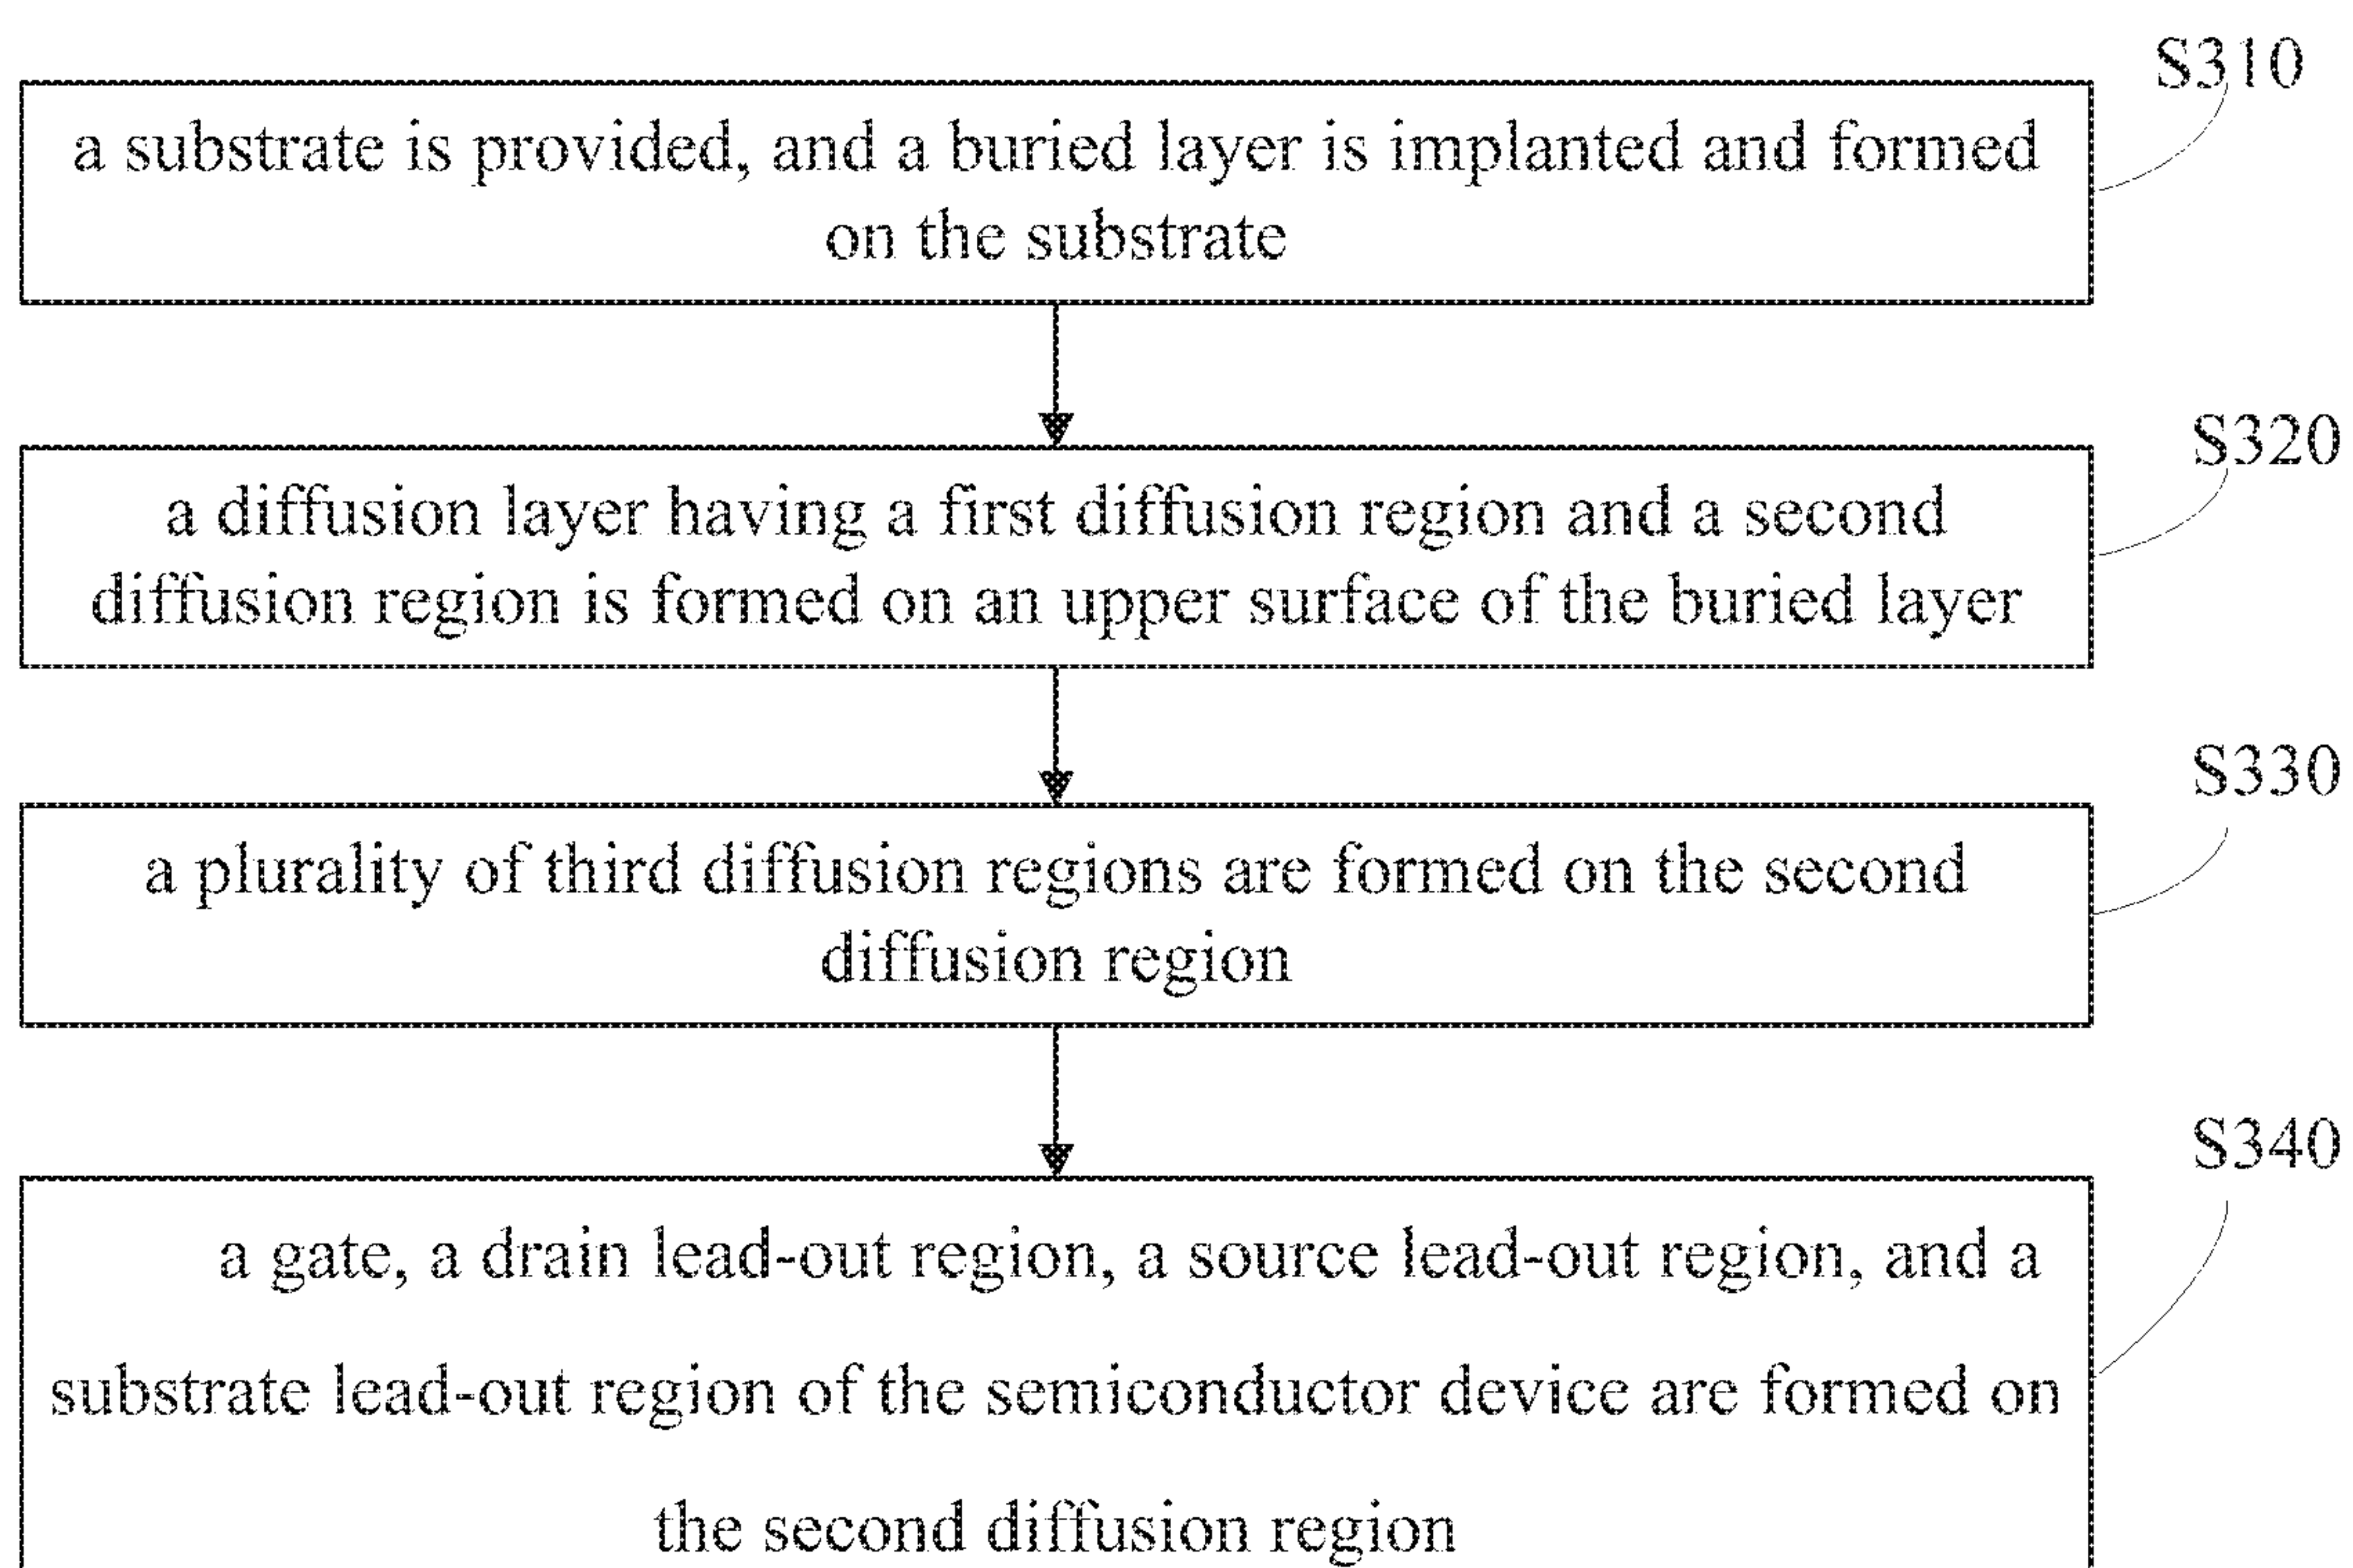 S310
a substrate is provided, and a buried layer is implanted and formed
on the substrate
S320
a diffusion layer having a first diffusion region and a second
diffusion region is formed on an upper surface of the buried layer
S330
a plurality of third diffusion regions are formed on the second
diffusion region
S340
a gate, a drain lead-out region, a source lead-out region, and a
substrate lead-out region of the semiconductor device are formed on
the second diffusion region